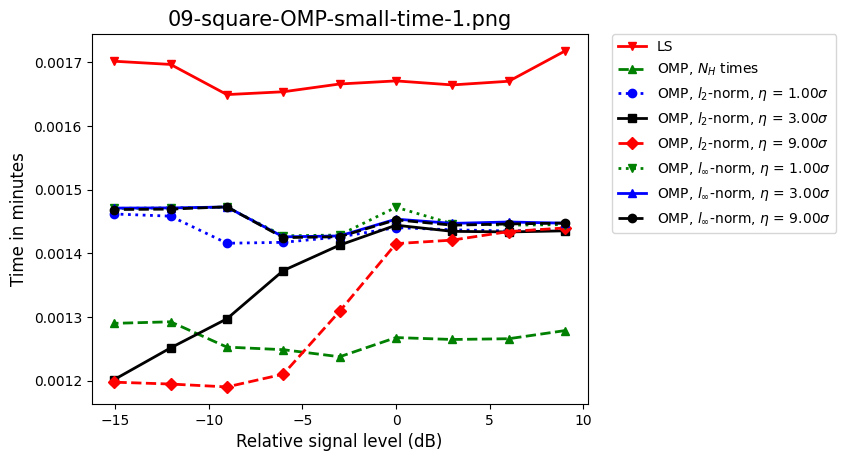 09-square-OMP-small-time-1.png
Time in minutes
0.0017
0.0016
0.0015
0.0014
0.0013
0.0012
−15
−10
−5
0
5
10
Relative signal level (dB)
LS
OMP, N_H times
OMP, l_2-norm, η = 1.00σ
OMP, l_2-norm, η = 3.00σ
OMP, l_2-norm, η = 9.00σ
OMP, l_∞-norm, η = 1.00σ
OMP, l_∞-norm, η = 3.00σ
OMP, l_∞-norm, η = 9.00σ